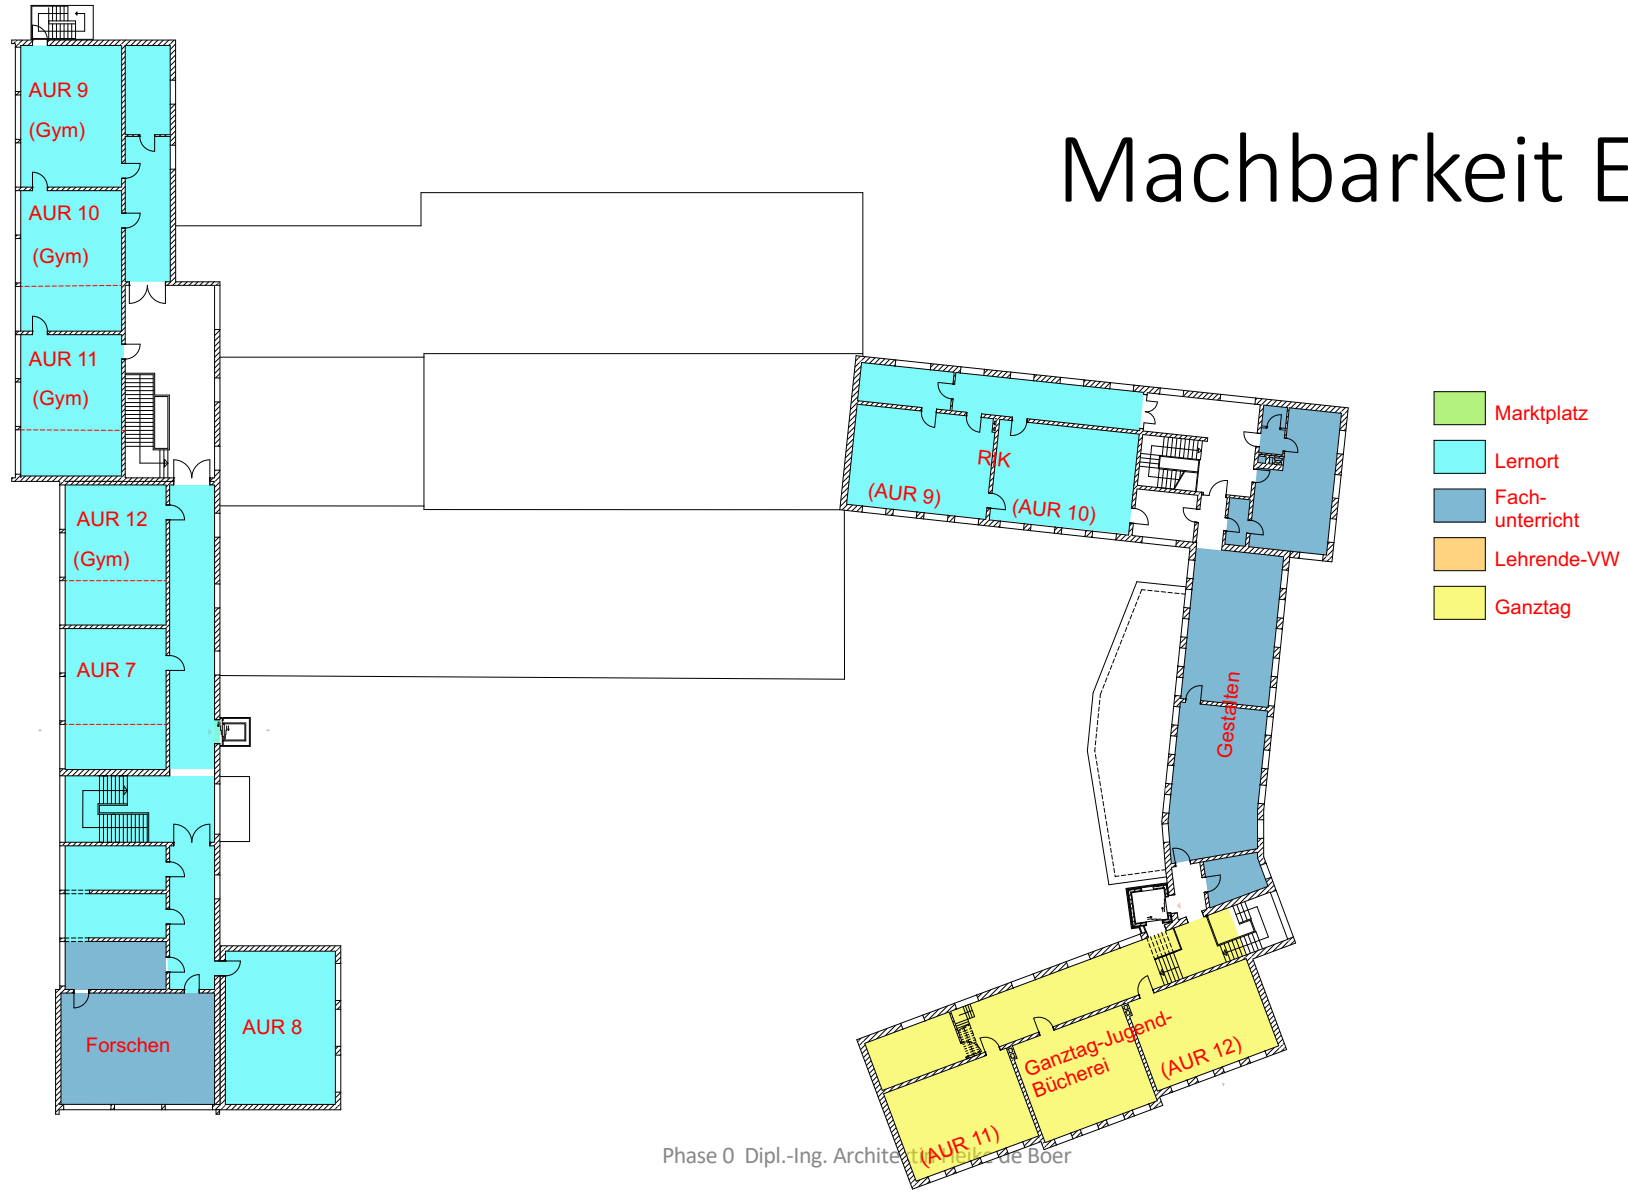 Machbarkeit E
AUR 9
(Gym)
AUR 10
(Gym)
AUR 11
(Gym)
AUR 12
(Gym)
AUR 7
AUR 8
Forschen
RIK
(AUR 9)
(AUR 10)
Gestalten
Ganztag-Jugend-
Bücherei
(AUR 11)
(AUR 12)
Marktplatz
Lernort
Fach-
unterricht
Lehrende-VW
Ganztag
Phase 0 Dipl.-Ing. Architektin Heike de Boer